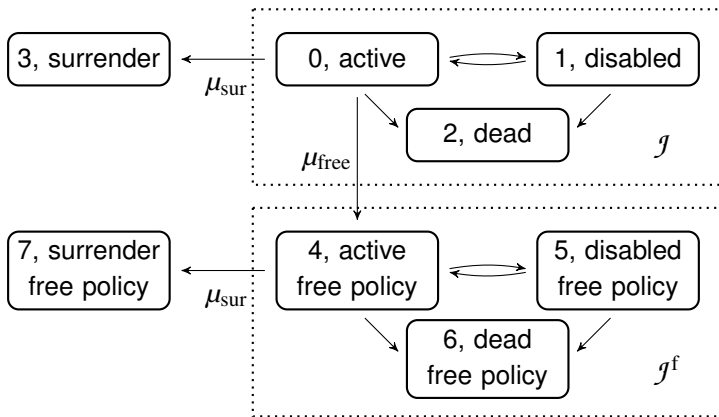 3, surrender
0, active
1, disabled
μsur
2, dead
𝒥
μfree
7, surrender
free policy
4, active
free policy
5, disabled
free policy
μsur
6, dead
free policy
𝒥f